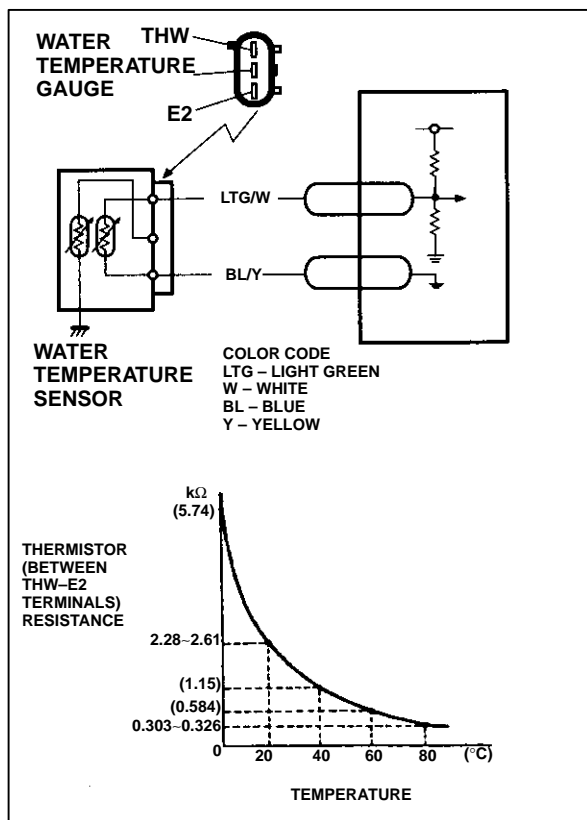 THW
WATER
TEMPERATURE
GAUGE
E2
LTG/W
BL/Y
WATER
TEMPERATURE
SENSOR
COLOR CODE
LTG – LIGHT GREEN
W – WHITE
BL – BLUE
Y – YELLOW
kΩ
(5.74)
THERMISTOR
(BETWEEN
THW–E2
TERMINALS)
RESISTANCE
2.28~2.61
(1.15)
(0.584)
0.303~0.326
0 20 40 60 80 (°C)
TEMPERATURE